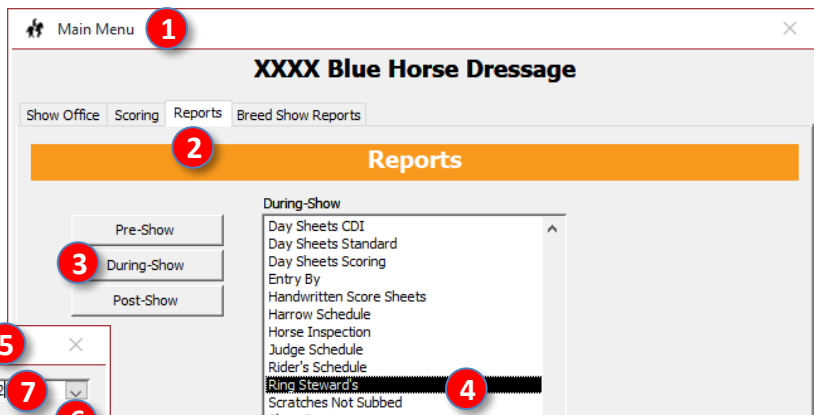 Main Menu 1
XXXX Blue Horse Dressage
Show Office Scoring Reports Breed Show Reports
2
Reports
During-Show
Pre-Show
3 During-Show
Post-Show
Day Sheets CDI
Day Sheets Standard
Day Sheets Scoring
Entry By
Handwritten Score Sheets
Harrow Schedule
Horse Inspection
Judge Schedule
Rider's Schedule
Ring Steward's 4
Scratches Not Subbed
5
7
6